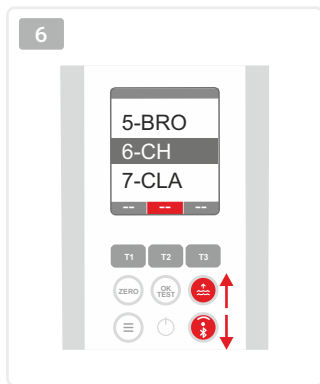 6
5-BRO
6-CH
7-CLA
-- -- --
T1 T2 T3
ZERO OK TEST